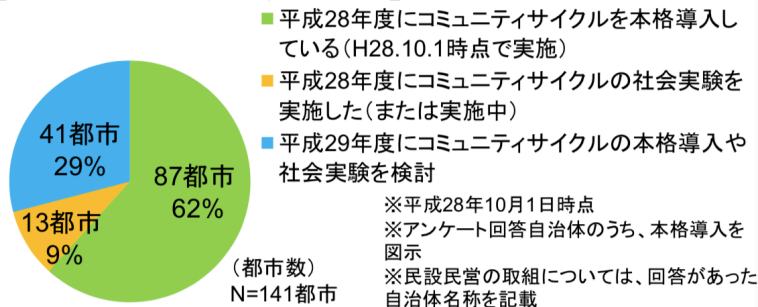 平成28年度にコミュニティサイクルを本格導入し
ている（H28.10.1時点で実施）
平成28年度にコミュニティサイクルの社会実験を
実施した（または実施中）
平成29年度にコミュニティサイクルの本格導入や
社会実験を検討
41都市
29%
87都市
62%
13都市
9%
（都市数）
N=141都市
※平成28年10月1日時点
※アンケート回答自治体のうち、本格導入を
図示
※民設民営の取組については、回答があった
自治体名称を記載